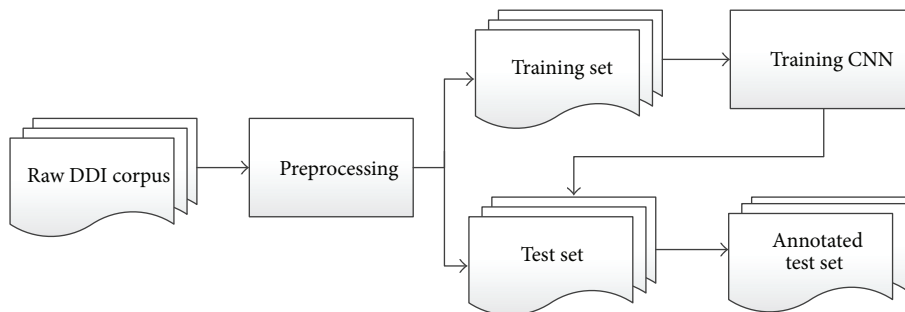 Training set
Training CNN
Raw DDI corpus
Preprocessing
Test set
Annotated
test set